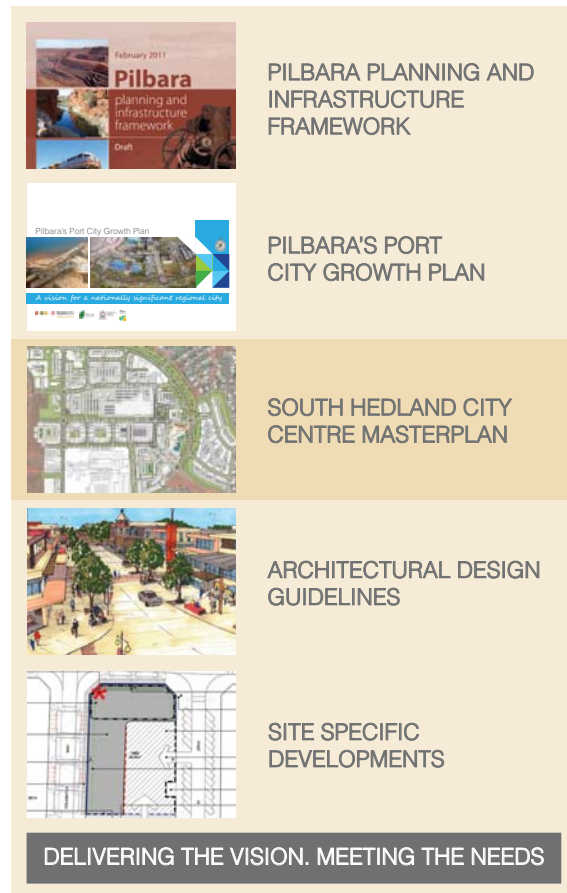 February 2011
Pilbara
planning and
infrastructure
framework
Draft
PILBARA PLANNING AND
INFRASTRUCTURE
FRAMEWORK
Pilbara's Port City Growth Plan
A vision for a nationally significant regional city
PILBARA'S PORT
CITY GROWTH PLAN
SOUTH HEDLAND CITY
CENTRE MASTERPLAN
ARCHITECTURAL DESIGN
GUIDELINES
SITE SPECIFIC
DEVELOPMENTS
DELIVERING THE VISION. MEETING THE NEEDS